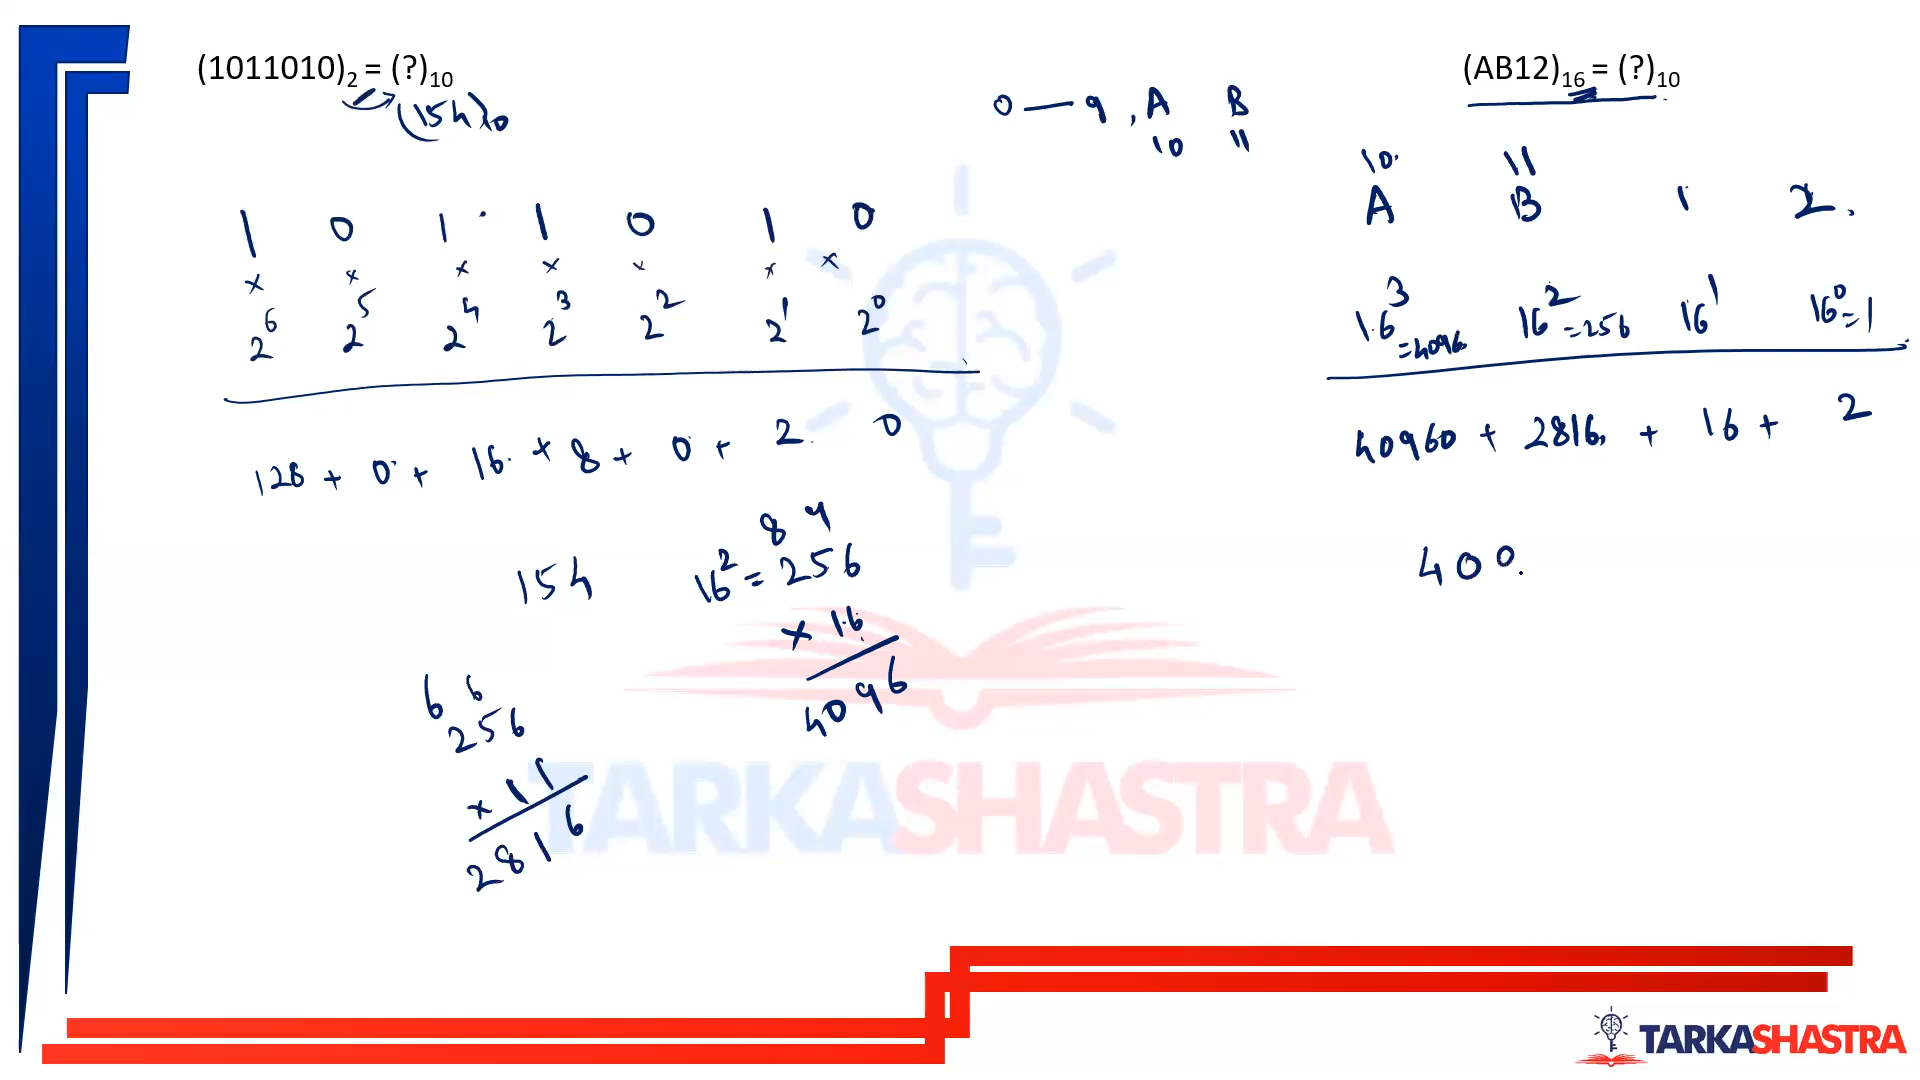 (1011010)2 = (?)10
(154)10
1 0 1 1 0 1 0
× × × × × × ×
2^6 2^5 2^4 2^3 2^2 2^1 2^0
128 + 0 + 16 + 8 + 0 + 2 0
154
16^2 = 256
8 9
× 16
4096
6 6
256
× 11
2816
0 — 9, A B
10 11
(AB12)16 = (?)10
10 11
A B 1 2
16^3 =4096 16^2 =256 16^1 16^0 =1
40960 + 2816 + 16 + 2
400
TARKASHASTRA
TARKASHASTRA